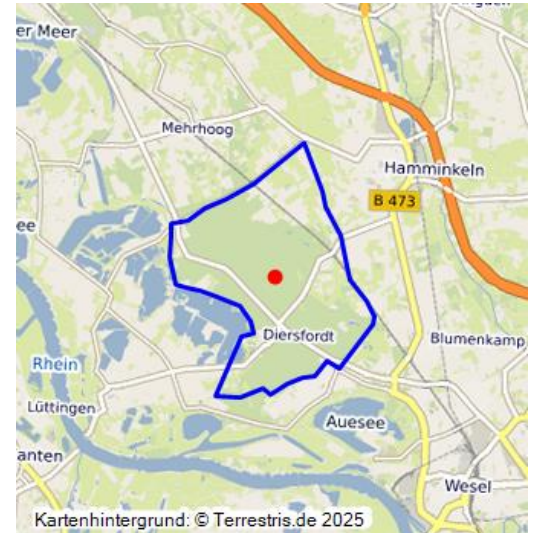 er Meer
Mehrhoog
Hamminkeln
B 473
ee
Diersfordt
Blumenkamp
Rhein
Lüttingen
Auesee
anten
Wesel
Kartenhintergrund: © Terrestris.de 2025